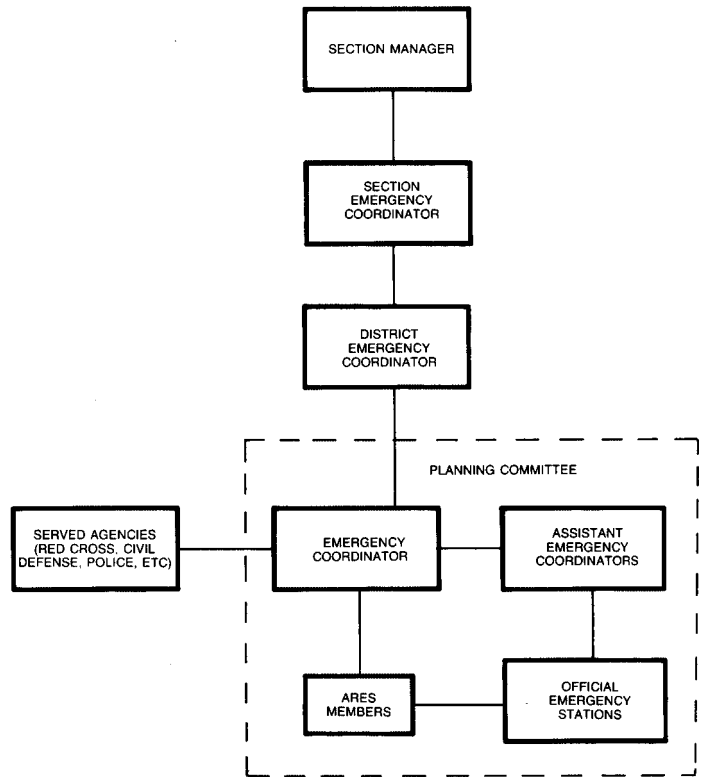 SECTION MANAGER
SECTION
EMERGENCY
COORDINATOR
DISTRICT
EMERGENCY
COORDINATOR
PLANNING COMMITTEE
SERVED AGENCIES
(RED CROSS, CIVIL
DEFENSE, POLICE, ETC)
EMERGENCY
COORDINATOR
ASSISTANT
EMERGENCY
COORDINATORS
ARES
MEMBERS
OFFICIAL
EMERGENCY
STATIONS